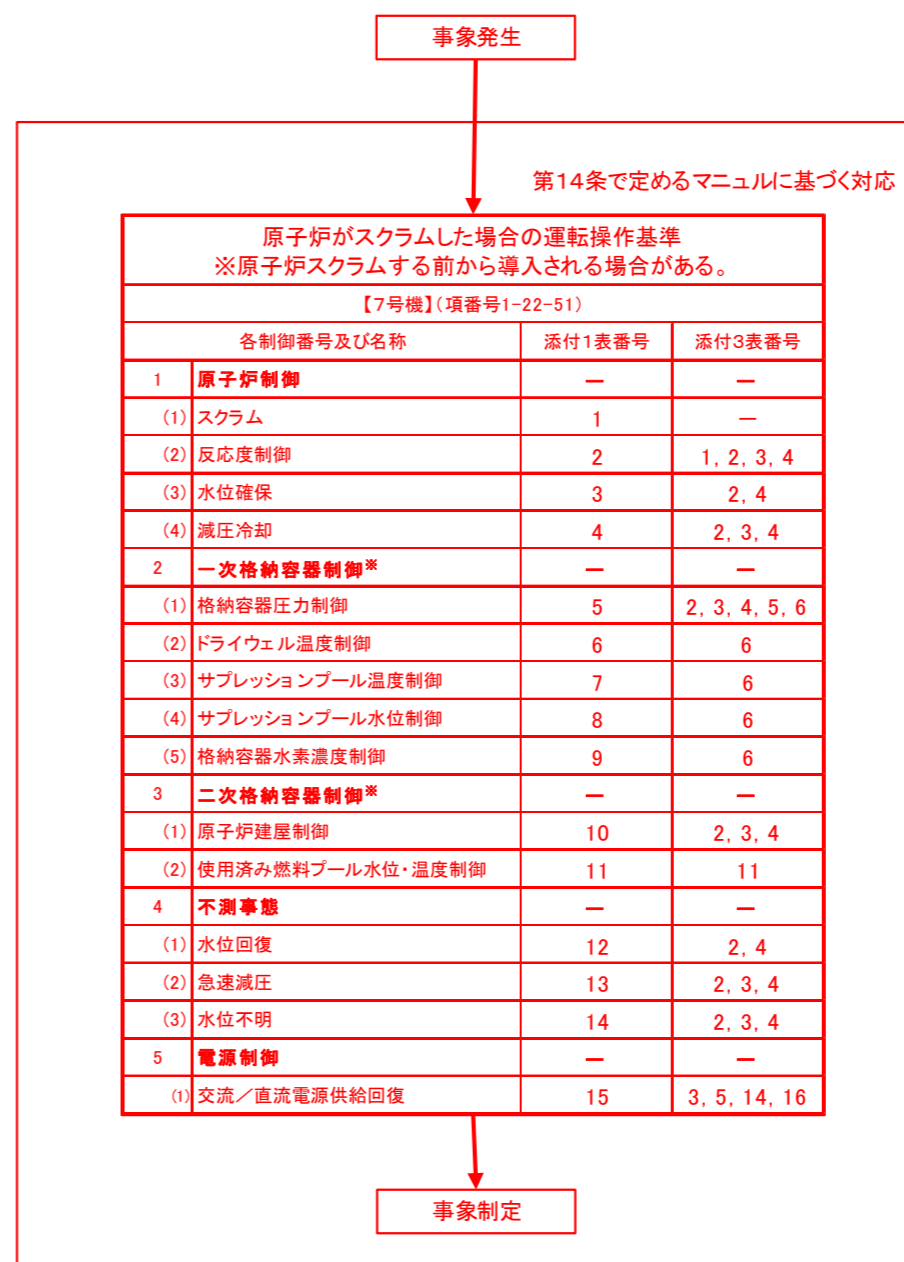 事象発生
第14条で定めるマニュルに基づく対応
原子炉がスクラムした場合の運転操作基準
※原子炉スクラムする前から導入される場合がある。
【7号機】(項番号1-22-51)
各制御番号及び名称 添付1表番号 添付3表番号
1 原子炉制御 ― ―
(1) スクラム 1 ―
(2) 反応度制御 2 1, 2, 3, 4
(3) 水位確保 3 2, 4
(4) 減圧冷却 4 2, 3, 4
2 一次格納容器制御※ ― ―
(1) 格納容器圧力制御 5 2, 3, 4, 5, 6
(2) ドライウェル温度制御 6 6
(3) サプレッションプール温度制御 7 6
(4) サプレッションプール水位制御 8 6
(5) 格納容器水素濃度制御 9 6
3 二次格納容器制御※ ― ―
(1) 原子炉建屋制御 10 2, 3, 4
(2) 使用済み燃料プール水位・温度制御 11 11
4 不測事態 ― ―
(1) 水位回復 12 2, 4
(2) 急速減圧 13 2, 3, 4
(3) 水位不明 14 2, 3, 4
5 電源制御 ― ―
(1) 交流／直流電源供給回復 15 3, 5, 14, 16
事象制定